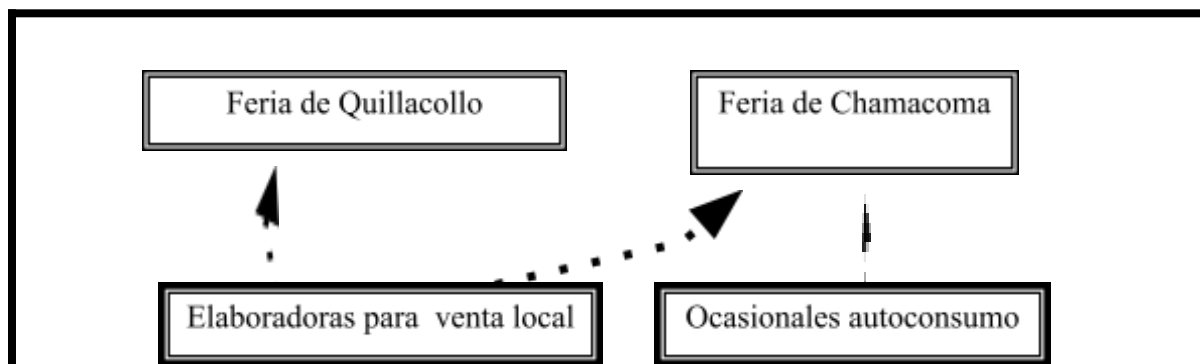 Feria de Quillacollo
Feria de Chamacoma
Elaboradoras para  venta local
Ocasionales autoconsumo